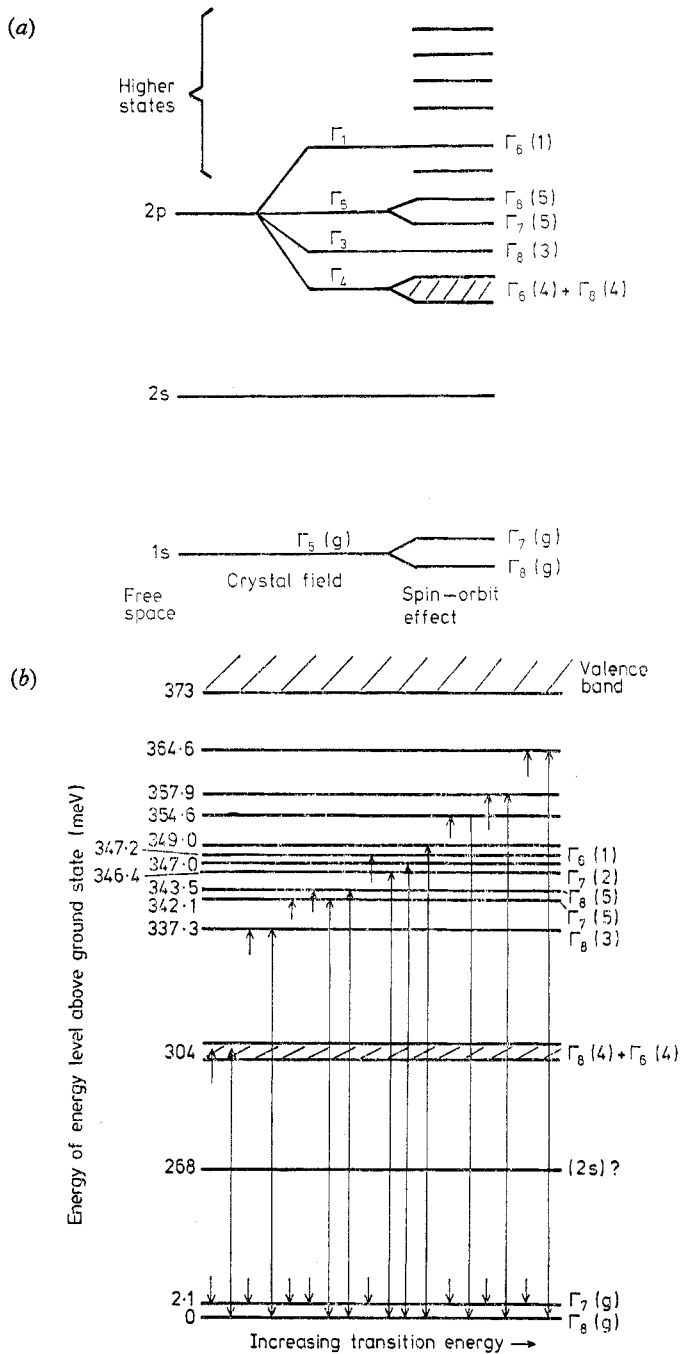 (a)
Higher
states
Γ₁
Γ₆ (1)
2p
Γ₅
Γ₈ (5)
Γ₇ (5)
Γ₃
Γ₈ (3)
Γ₄
Γ₆ (4) + Γ₈ (4)
2s
1s
Γ₅ (g)
Γ₇ (g)
Γ₈ (g)
Free
space
Crystal field
Spin–orbit
effect
(b)
Valence
band
373
364·6
357·9
354·6
349·0
347·2
347·0
346·4
343·5
342·1
337·3
Γ₆ (1)
Γ₇ (2)
Γ₈ (5)
Γ₇ (5)
Γ₈ (3)
304
Γ₈ (4) + Γ₆ (4)
268
(2s) ?
2·1
Γ₇ (g)
0
Γ₈ (g)
Energy of energy level above ground state (meV)
Increasing transition energy →